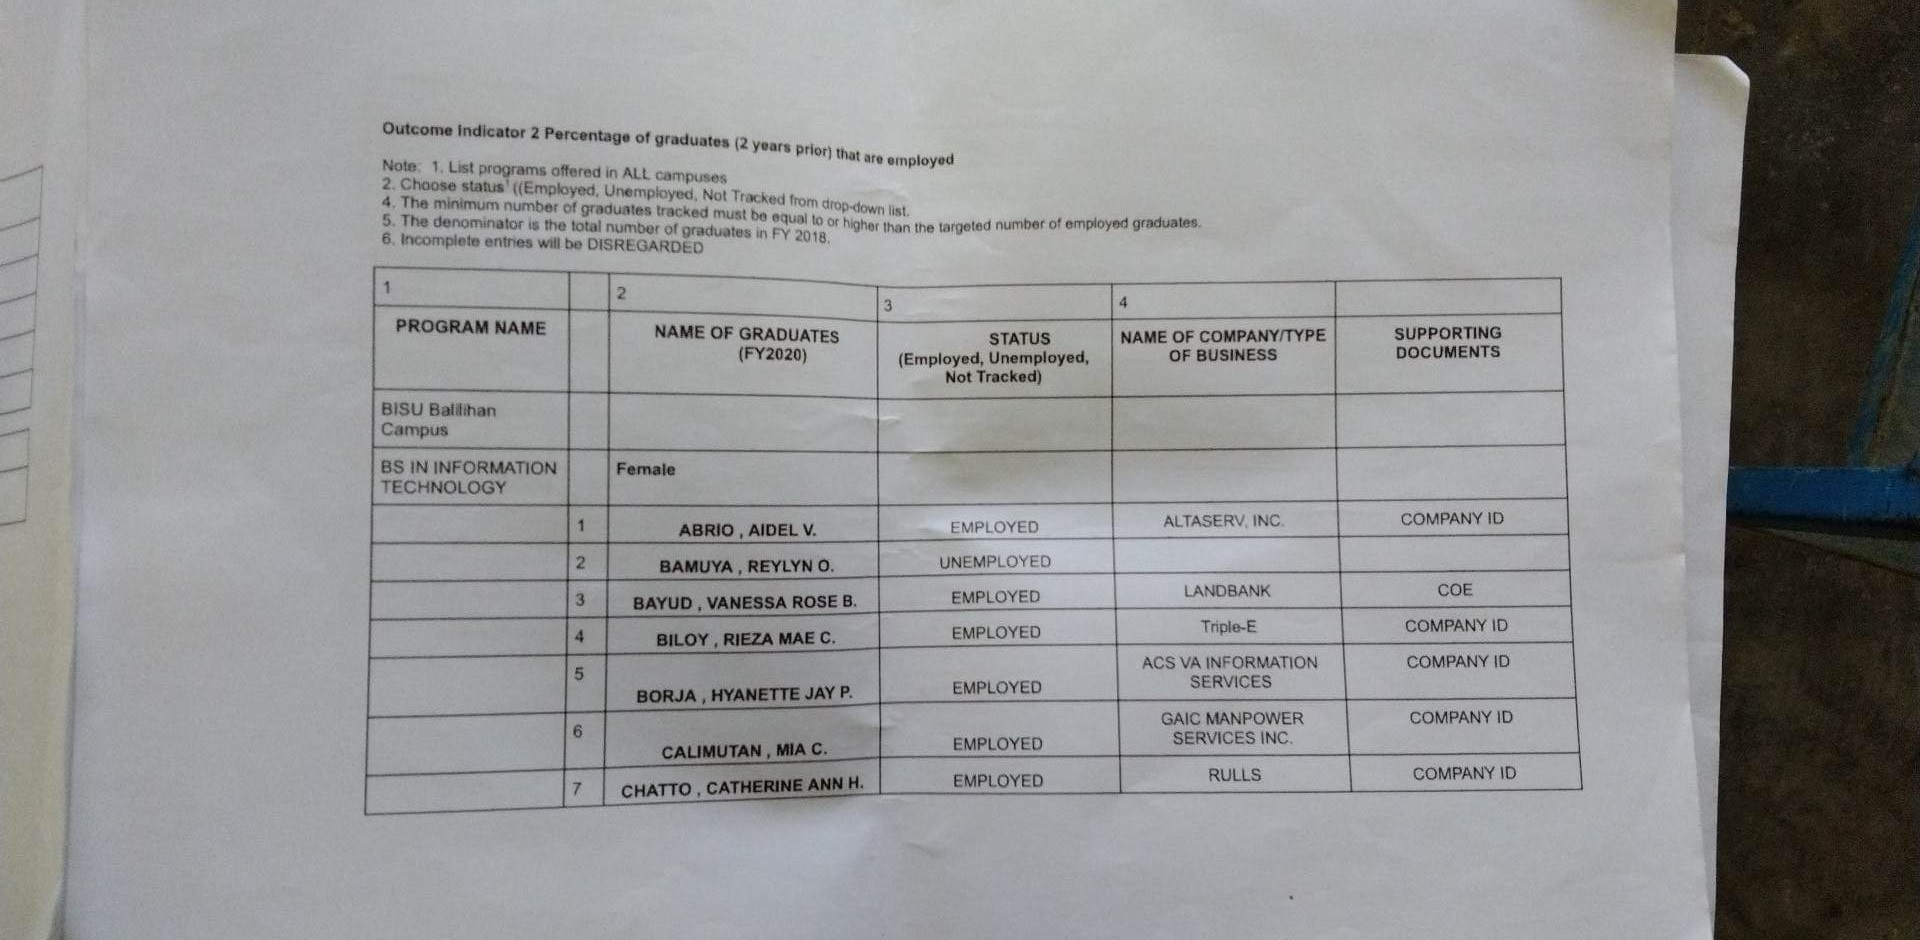 Outcome Indicator 2 Percentage of graduates (2 years prior) that are employed
Note: 1. List programs offered in ALL campuses
2. Choose status¹ ((Employed, Unemployed, Not Tracked from drop-down list.
4. The minimum number of graduates tracked must be equal to or higher than the targeted number of employed graduates.
5. The denominator is the total number of graduates in FY 2018.
6. Incomplete entries will be DISREGARDED
1 2 3 4
PROGRAM NAME
NAME OF GRADUATES
(FY2020)
STATUS
(Employed, Unemployed,
Not Tracked)
NAME OF COMPANY/TYPE
OF BUSINESS
SUPPORTING
DOCUMENTS
BISU Balilihan
Campus
BS IN INFORMATION
TECHNOLOGY
Female
1 ABRIO , AIDEL V. EMPLOYED ALTASERV, INC. COMPANY ID
2 BAMUYA , REYLYN O. UNEMPLOYED
3 BAYUD , VANESSA ROSE B. EMPLOYED LANDBANK COE
4 BILOY , RIEZA MAE C. EMPLOYED Triple-E COMPANY ID
5 BORJA , HYANETTE JAY P. EMPLOYED ACS VA INFORMATION
SERVICES COMPANY ID
6 CALIMUTAN , MIA C. EMPLOYED GAIC MANPOWER
SERVICES INC. COMPANY ID
7 CHATTO , CATHERINE ANN H. EMPLOYED RULLS COMPANY ID